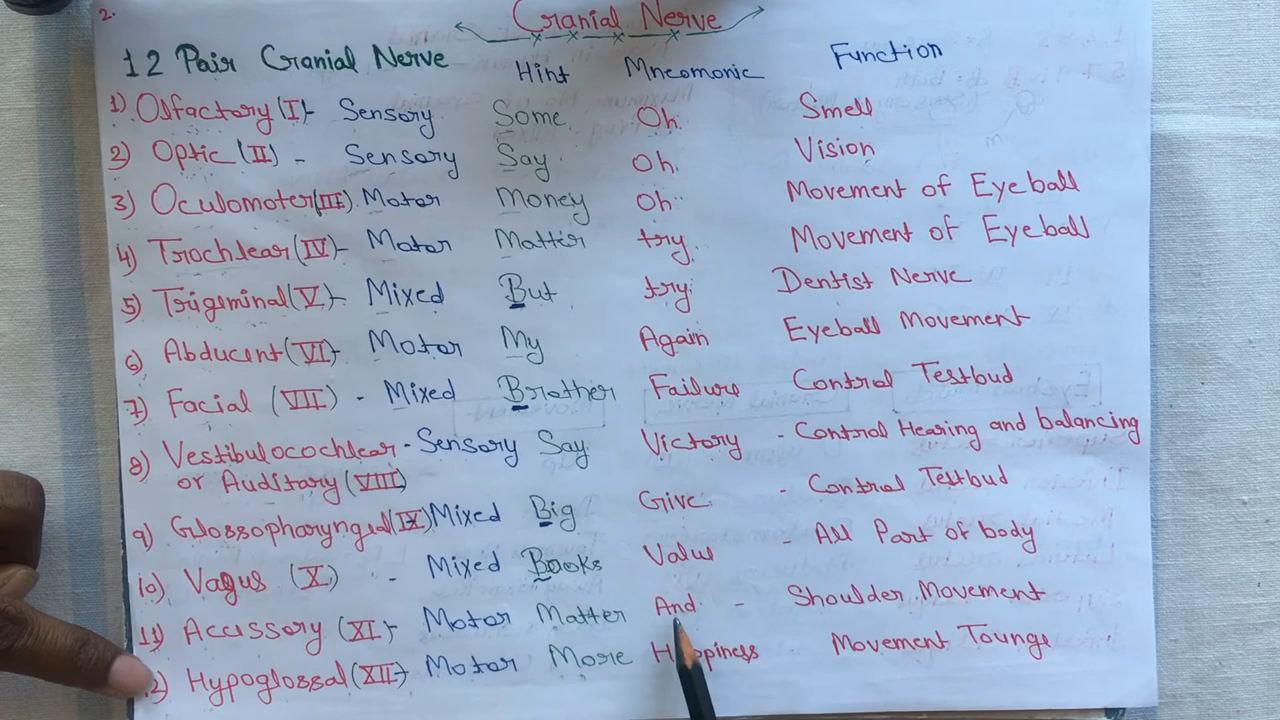 2.
Cranial Nerve
12 Pair Cranial Nerve Hint Mneomonic Function
1) Olfactory (I)- Sensory Some Oh. Smell
2) Optic (II) - Sensory Say Oh. Vision
3) Oculomoter (III) Motor Money Oh Movement of Eyeball
4) Trochlear (IV)- Motor Matter try. Movement of Eyeball
5) Trigeminal (V)- Mixed But try Dentist Nerve
6) Abducent (VI)- Motor My Again Eyeball Movement
7) Facial (VII) - Mixed Brother Failure Control Testbud
8) Vestibulocochlear - Sensory Say Victory - Control Hearing and balancing
or Auditary (VIII)
9) Glossopharyngeal (IX) Mixed Big Give - Control Testbud
10) Vagus (X) - Mixed Books Value - All Part of body
11) Accessory (XI)- Motor Matter And - Shoulder Movement
12) Hypoglossal (XII)- Motor More Happiness Movement Tounge